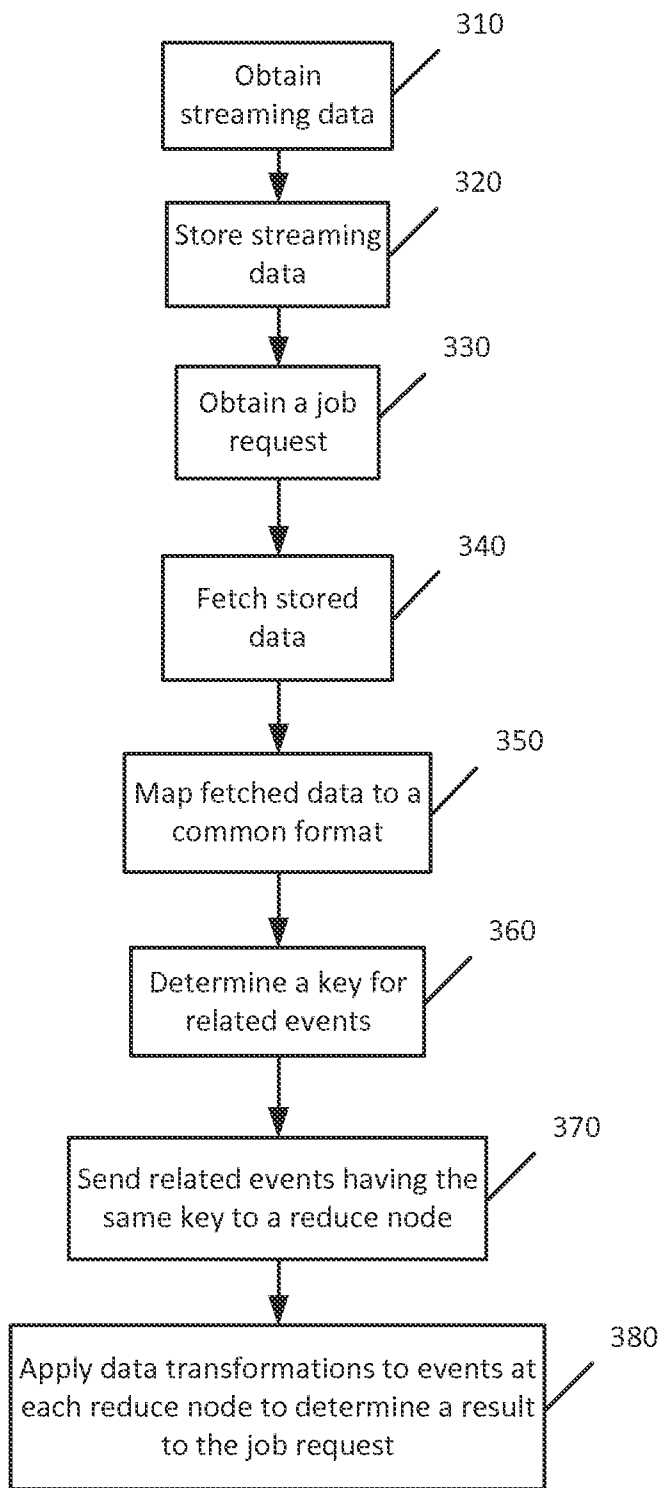 310
Obtain
streaming data
320
Store streaming
data
330
Obtain a job
request
340
Fetch stored
data
350
Map fetched data to a
common format
360
Determine a key for
related events
370
Send related events having the
same key to a reduce node
380
Apply data transformations to events at
each reduce node to determine a result
to the job request